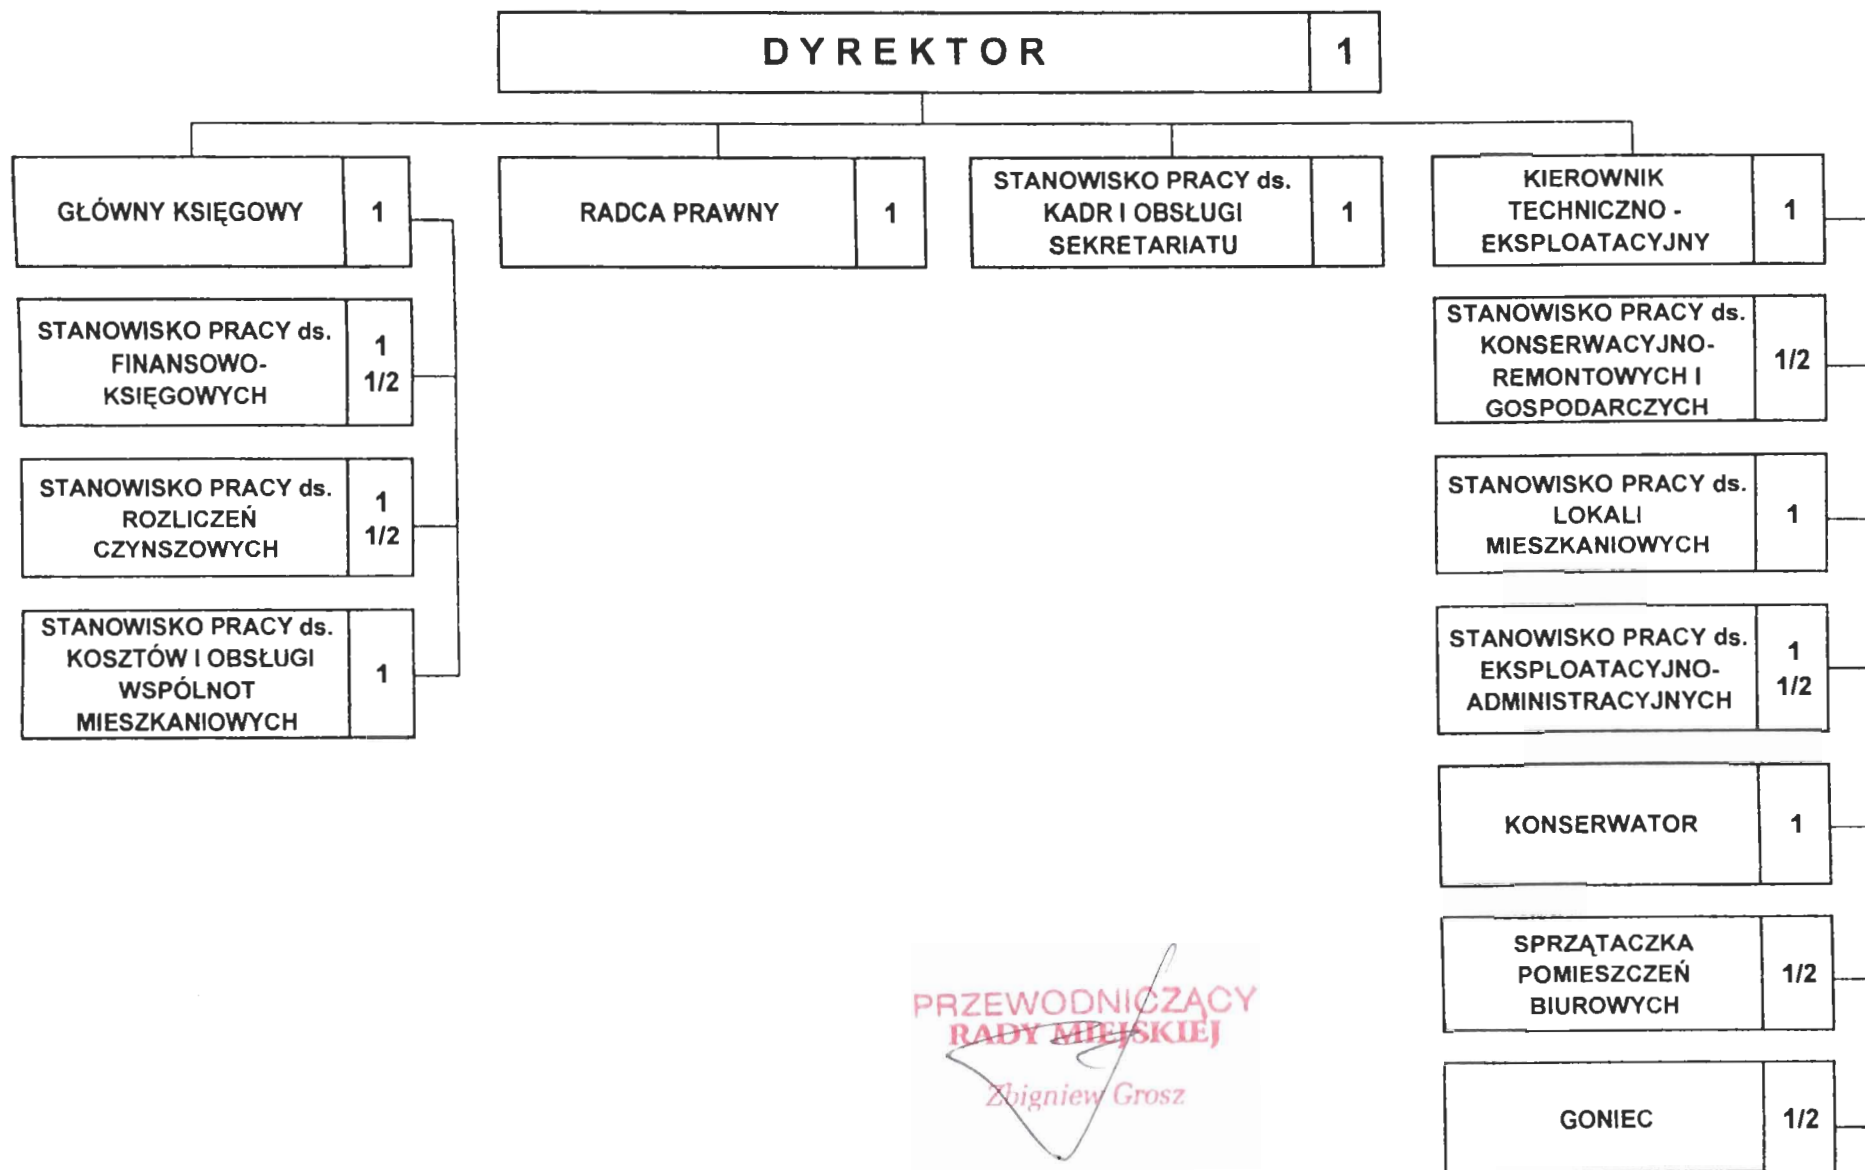 DYREKTOR 1
GŁÓWNY KSIĘGOWY 1
RADCA PRAWNY 1
STANOWISKO PRACY ds.
KADR I OBSŁUGI
SEKRETARIATU
1
KIEROWNIK
TECHNICZNO -
EKSPLOATACYJNY
1
STANOWISKO PRACY ds.
FINANSOWO-
KSIĘGOWYCH
1
1/2
STANOWISKO PRACY ds.
ROZLICZEŃ
CZYNSZOWYCH
1
1/2
STANOWISKO PRACY ds.
KOSZTÓW I OBSŁUGI
WSPÓLNOT
MIESZKANIOWYCH
1
STANOWISKO PRACY ds.
KONSERWACYJNO-
REMONTOWYCH I
GOSPODARCZYCH
1/2
STANOWISKO PRACY ds.
LOKALI
MIESZKANIOWYCH
1
STANOWISKO PRACY ds.
EKSPLOATACYJNO-
ADMINISTRACYJNYCH
1
1/2
KONSERWATOR 1
SPRZĄTACZKA
POMIESZCZEŃ
BIUROWYCH
1/2
GONIEC 1/2
PRZEWODNICZĄCY
RADY MIEJSKIEJ
Zbigniew Grosz